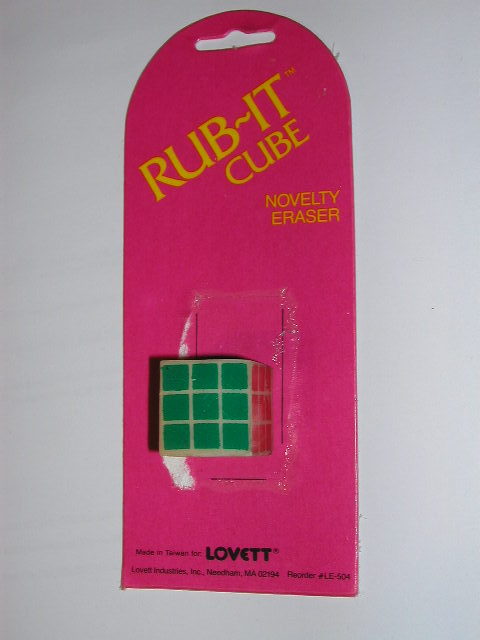 RUB~IT™
CUBE
NOVELTY
ERASER
Made in Taiwan for: LOVETT®
Lovett Industries, Inc., Needham, MA 02194 Reorder #LE-504